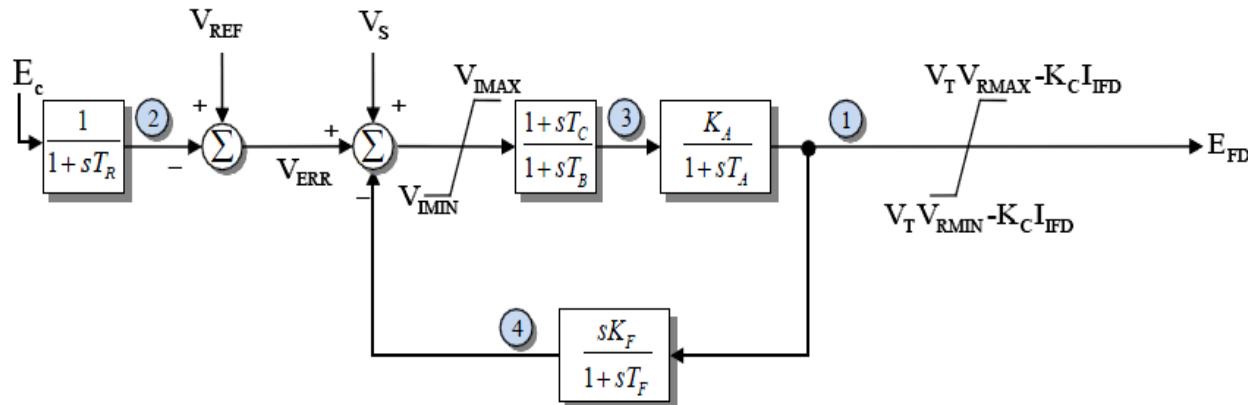 V_REF
V_S
E_c
V_IMAX
V_T V_RMAX -K_C I_IFD
+
+
1
1 + sT_R
2
−
Σ
+
V_ERR
Σ
−
V_IMIN
1 + sT_C
1 + sT_B
3
K_A
1 + sT_A
1
E_FD
V_T V_RMIN -K_C I_IFD
4
sK_F
1 + sT_F